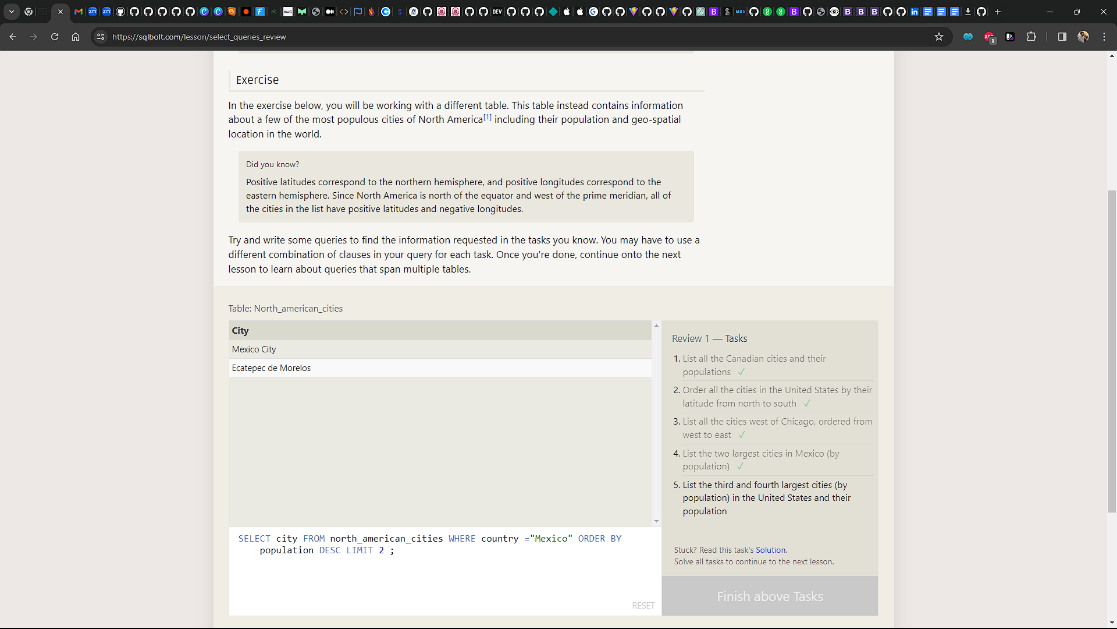 https://sqlbolt.com/lesson/select_queries_review
Exercise
In the exercise below, you will be working with a different table. This table instead contains information
about a few of the most populous cities of North America[1] including their population and geo-spatial
location in the world.
Did you know?
Positive latitudes correspond to the northern hemisphere, and positive longitudes correspond to the
eastern hemisphere. Since North America is north of the equator and west of the prime meridian, all of
the cities in the list have positive latitudes and negative longitudes.
Try and write some queries to find the information requested in the tasks you know. You may have to use a
different combination of clauses in your query for each task. Once you're done, continue onto the next
lesson to learn about queries that span multiple tables.
Table: North_american_cities
City
Mexico City
Ecatepec de Morelos
SELECT city FROM north_american_cities WHERE country ="Mexico" ORDER BY
population DESC LIMIT 2 ;
RESET
Review 1 — Tasks
1. List all the Canadian cities and their
populations ✓
2. Order all the cities in the United States by their
latitude from north to south ✓
3. List all the cities west of Chicago, ordered from
west to east ✓
4. List the two largest cities in Mexico (by
population) ✓
5. List the third and fourth largest cities (by
population) in the United States and their
population
Stuck? Read this task's Solution.
Solve all tasks to continue to the next lesson.
Finish above Tasks